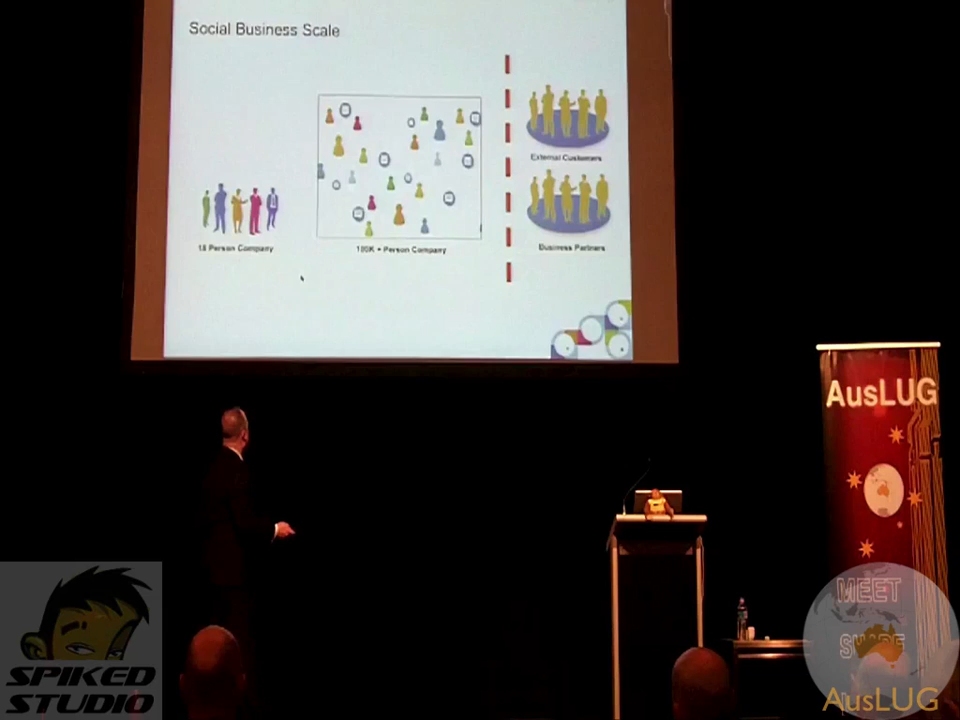 Social Business Scale
External Customers
18 Person Company
100K + Person Company
Business Partners
AusLUG
MEET
SHARE
SPIKED
STUDIO
AusLUG